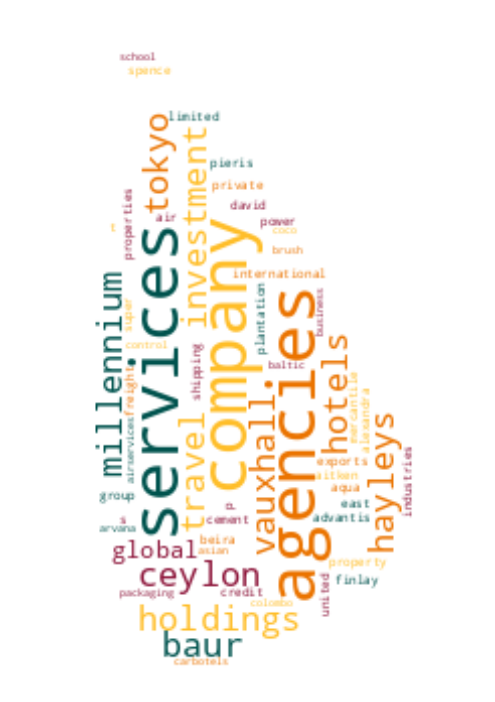 school
spence
limited
tokyo
investment
pieris
private
properties
david
air
power
t
coco
services
company
brush
international
millennium
super
plantation
business
agencies
control
shipping
hotels
baltic
freight
mercantile
alexandra
airservices
travel
vauxhall
hayleys
exports
industries
aitken
aqua
group
p
east
s
cement
advantis
arvana
beira
global
asian
property
ceylon
finlay
united
packaging
credit
colombo
holdings
baur
carbotels